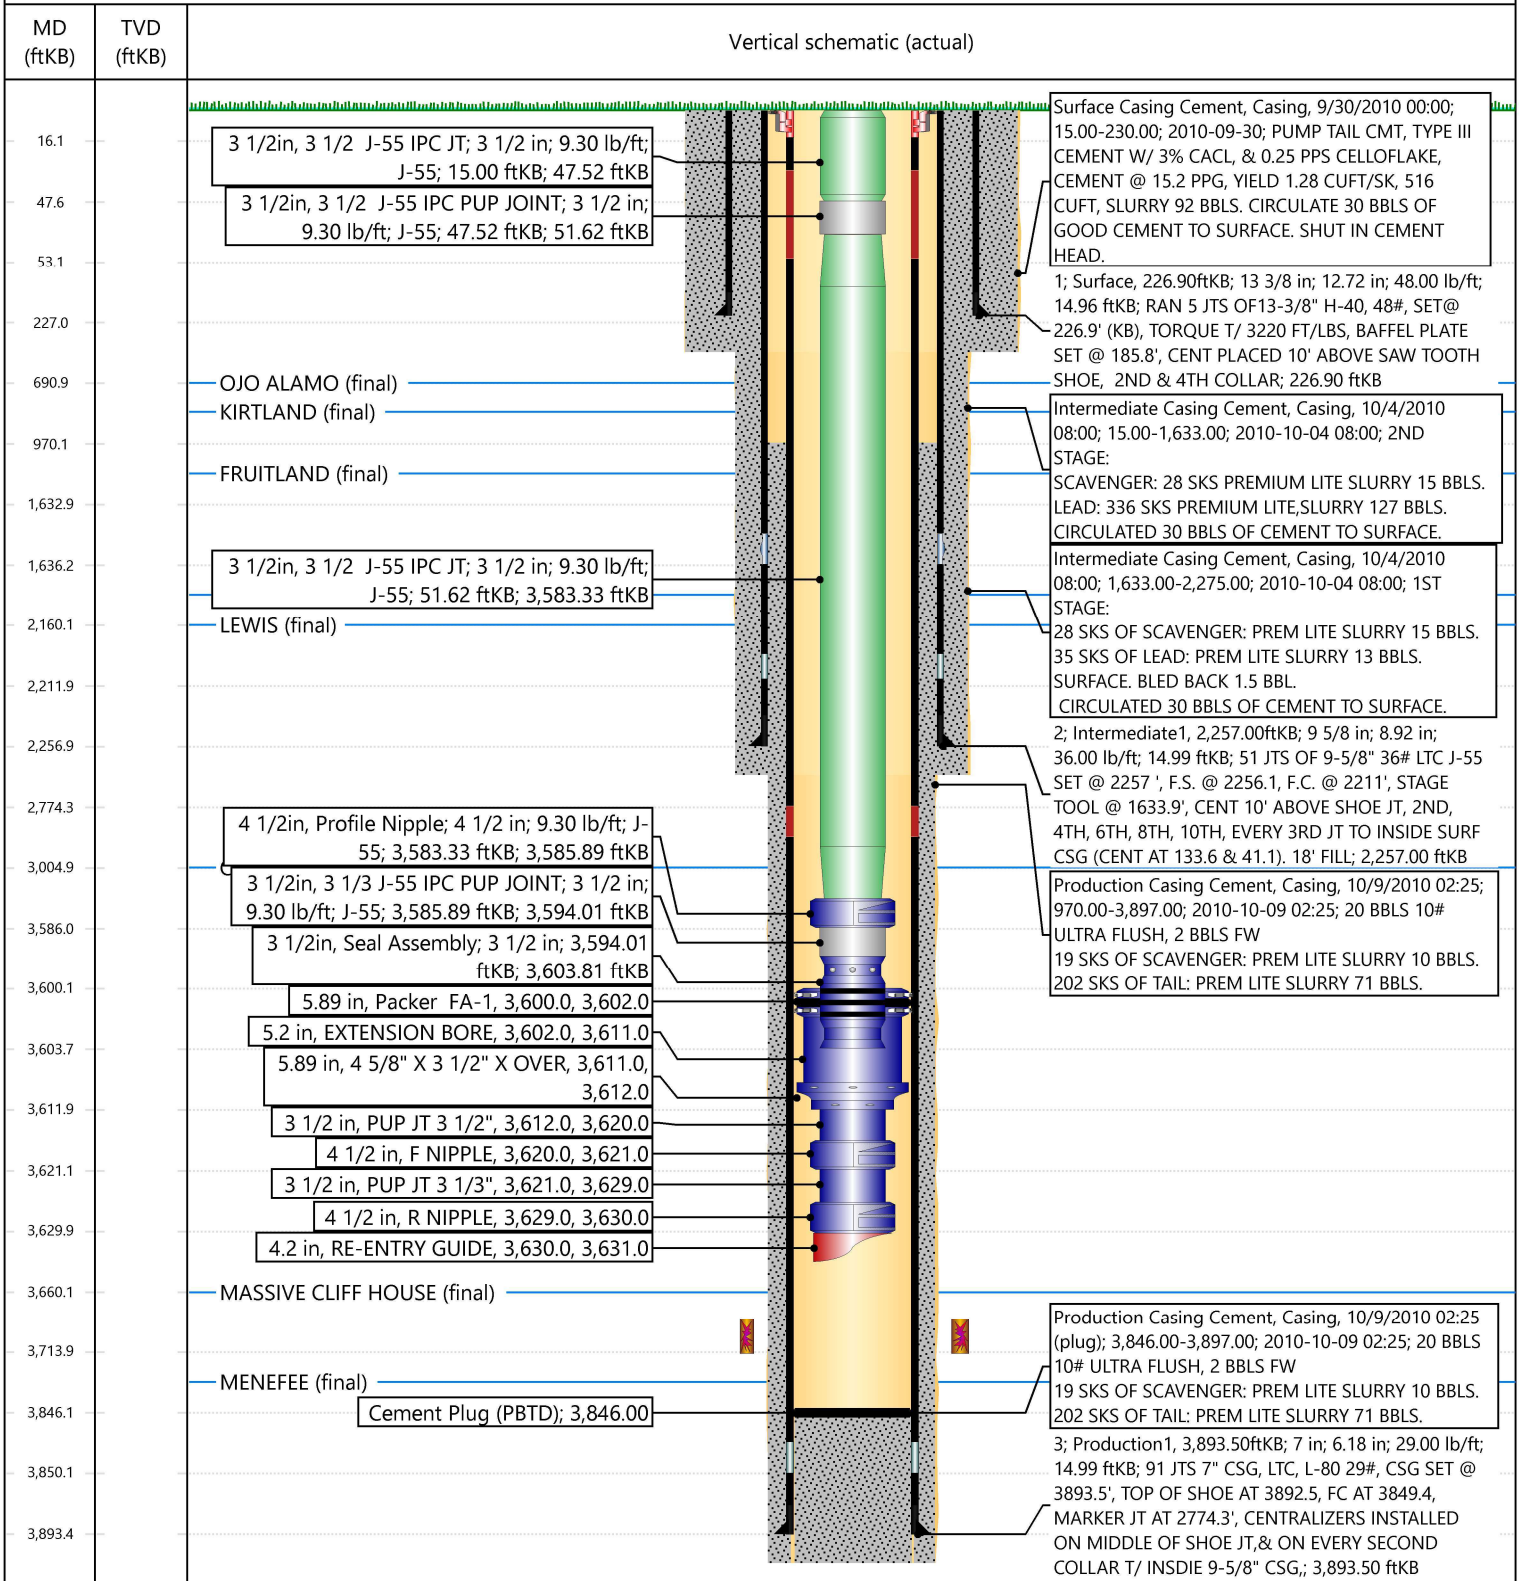 MD
(ftKB)
TVD
(ftKB)
Vertical schematic (actual)
16.1
47.6
53.1
227.0
690.9
970.1
1,632.9
1,636.2
2,160.1
2,211.9
2,256.9
2,774.3
3,004.9
3,586.0
3,600.1
3,603.7
3,611.9
3,621.1
3,629.9
3,660.1
3,713.9
3,846.1
3,850.1
3,893.4
3 1/2in, 3 1/2 J-55 IPC JT; 3 1/2 in; 9.30 lb/ft;
J-55; 15.00 ftKB; 47.52 ftKB
3 1/2in, 3 1/2 J-55 IPC PUP JOINT; 3 1/2 in;
9.30 lb/ft; J-55; 47.52 ftKB; 51.62 ftKB
OJO ALAMO (final)
KIRTLAND (final)
FRUITLAND (final)
3 1/2in, 3 1/2 J-55 IPC JT; 3 1/2 in; 9.30 lb/ft;
J-55; 51.62 ftKB; 3,583.33 ftKB
LEWIS (final)
4 1/2in, Profile Nipple; 4 1/2 in; 9.30 lb/ft; J-
55; 3,583.33 ftKB; 3,585.89 ftKB
3 1/2in, 3 1/3 J-55 IPC PUP JOINT; 3 1/2 in;
9.30 lb/ft; J-55; 3,585.89 ftKB; 3,594.01 ftKB
3 1/2in, Seal Assembly; 3 1/2 in; 3,594.01
ftKB; 3,603.81 ftKB
5.89 in, Packer FA-1, 3,600.0, 3,602.0
5.2 in, EXTENSION BORE, 3,602.0, 3,611.0
5.89 in, 4 5/8" X 3 1/2" X OVER, 3,611.0,
3,612.0
3 1/2 in, PUP JT 3 1/2", 3,612.0, 3,620.0
4 1/2 in, F NIPPLE, 3,620.0, 3,621.0
3 1/2 in, PUP JT 3 1/3", 3,621.0, 3,629.0
4 1/2 in, R NIPPLE, 3,629.0, 3,630.0
4.2 in, RE-ENTRY GUIDE, 3,630.0, 3,631.0
MASSIVE CLIFF HOUSE (final)
MENEFEE (final)
Cement Plug (PBTD); 3,846.00
Surface Casing Cement, Casing, 9/30/2010 00:00;
15.00-230.00; 2010-09-30; PUMP TAIL CMT, TYPE III
CEMENT W/ 3% CACL, & 0.25 PPS CELLOFLAKE,
CEMENT @ 15.2 PPG, YIELD 1.28 CUFT/SK, 516
CUFT, SLURRY 92 BBLS. CIRCULATE 30 BBLS OF
GOOD CEMENT TO SURFACE. SHUT IN CEMENT
HEAD.
1; Surface, 226.90ftKB; 13 3/8 in; 12.72 in; 48.00 lb/ft;
14.96 ftKB; RAN 5 JTS OF13-3/8" H-40, 48#, SET@
226.9' (KB), TORQUE T/ 3220 FT/LBS, BAFFEL PLATE
SET @ 185.8', CENT PLACED 10' ABOVE SAW TOOTH
SHOE, 2ND & 4TH COLLAR; 226.90 ftKB
Intermediate Casing Cement, Casing, 10/4/2010
08:00; 15.00-1,633.00; 2010-10-04 08:00; 2ND
STAGE:
SCAVENGER: 28 SKS PREMIUM LITE SLURRY 15 BBLS.
LEAD: 336 SKS PREMIUM LITE,SLURRY 127 BBLS.
CIRCULATED 30 BBLS OF CEMENT TO SURFACE.
Intermediate Casing Cement, Casing, 10/4/2010
08:00; 1,633.00-2,275.00; 2010-10-04 08:00; 1ST
STAGE:
28 SKS OF SCAVENGER: PREM LITE SLURRY 15 BBLS.
35 SKS OF LEAD: PREM LITE SLURRY 13 BBLS.
SURFACE. BLED BACK 1.5 BBL.
CIRCULATED 30 BBLS OF CEMENT TO SURFACE.
2; Intermediate1, 2,257.00ftKB; 9 5/8 in; 8.92 in;
36.00 lb/ft; 14.99 ftKB; 51 JTS OF 9-5/8" 36# LTC J-55
SET @ 2257 ', F.S. @ 2256.1, F.C. @ 2211', STAGE
TOOL @ 1633.9', CENT 10' ABOVE SHOE JT, 2ND,
4TH, 6TH, 8TH, 10TH, EVERY 3RD JT TO INSIDE SURF
CSG (CENT AT 133.6 & 41.1). 18' FILL; 2,257.00 ftKB
Production Casing Cement, Casing, 10/9/2010 02:25;
970.00-3,897.00; 2010-10-09 02:25; 20 BBLS 10#
ULTRA FLUSH, 2 BBLS FW
19 SKS OF SCAVENGER: PREM LITE SLURRY 10 BBLS.
202 SKS OF TAIL: PREM LITE SLURRY 71 BBLS.
Production Casing Cement, Casing, 10/9/2010 02:25
(plug); 3,846.00-3,897.00; 2010-10-09 02:25; 20 BBLS
10# ULTRA FLUSH, 2 BBLS FW
19 SKS OF SCAVENGER: PREM LITE SLURRY 10 BBLS.
202 SKS OF TAIL: PREM LITE SLURRY 71 BBLS.
3; Production1, 3,893.50ftKB; 7 in; 6.18 in; 29.00 lb/ft;
14.99 ftKB; 91 JTS 7" CSG, LTC, L-80 29#, CSG SET @
3893.5', TOP OF SHOE AT 3892.5, FC AT 3849.4,
MARKER JT AT 2774.3', CENTRALIZERS INSTALLED
ON MIDDLE OF SHOE JT,& ON EVERY SECOND
COLLAR T/ INSDIE 9-5/8" CSG,; 3,893.50 ftKB